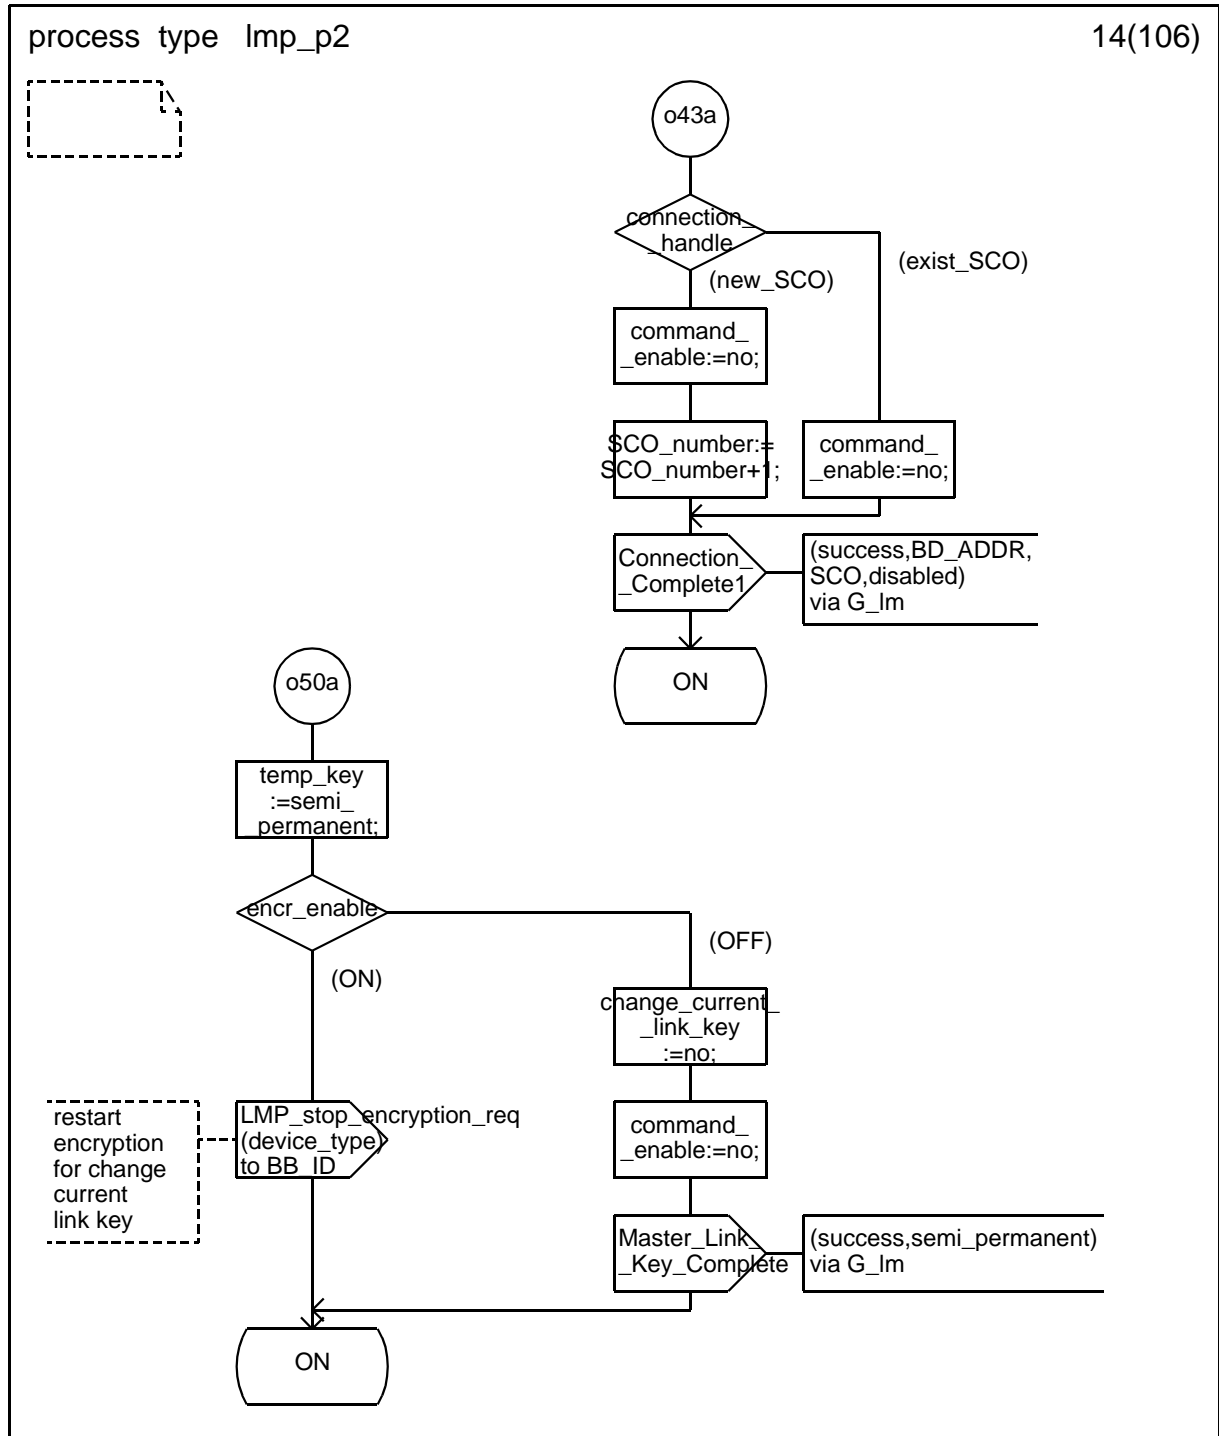 process type lmp_p2
14(106)
o43a
connection_
_handle
(exist_SCO)
(new_SCO)
command_
_enable:=no;
SCO_number:=
SCO_number+1;
command_
_enable:=no;
Connection_
_Complete1
(success,BD_ADDR,
SCO,disabled)
via G_lm
ON
o50a
temp_key
:=semi_
_permanent;
encr_enable
(OFF)
(ON)
change_current_
_link_key
:=no;
restart
encryption
for change
current
link key
LMP_stop_encryption_req
(device_type)
to BB_ID
command_
_enable:=no;
Master_Link_
_Key_Complete
(success,semi_permanent)
via G_lm
ON